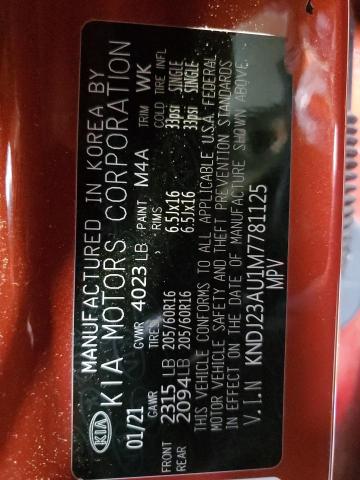 KIA
MANUFACTURED IN KOREA BY
KIA MOTORS CORPORATION
01/21 GVWR 4023 LB PAINT M4A TRIM WK
GAWR TIRE RIMS COLD TIRE INFL
FRONT 2315 LB 205/60R16 6.5JX16 33psi SINGLE
REAR 2094 LB 205/60R16 6.5JX16 33psi SINGLE
THIS VEHICLE CONFORMS TO ALL APPLICABLE U.S.A. FEDERAL
MOTOR VEHICLE SAFETY AND THEFT PREVENTION STANDARDS
IN EFFECT ON THE DATE OF MANUFACTURE SHOWN ABOVE.
V.I.N KNDJ23AU1M7781125
MPV